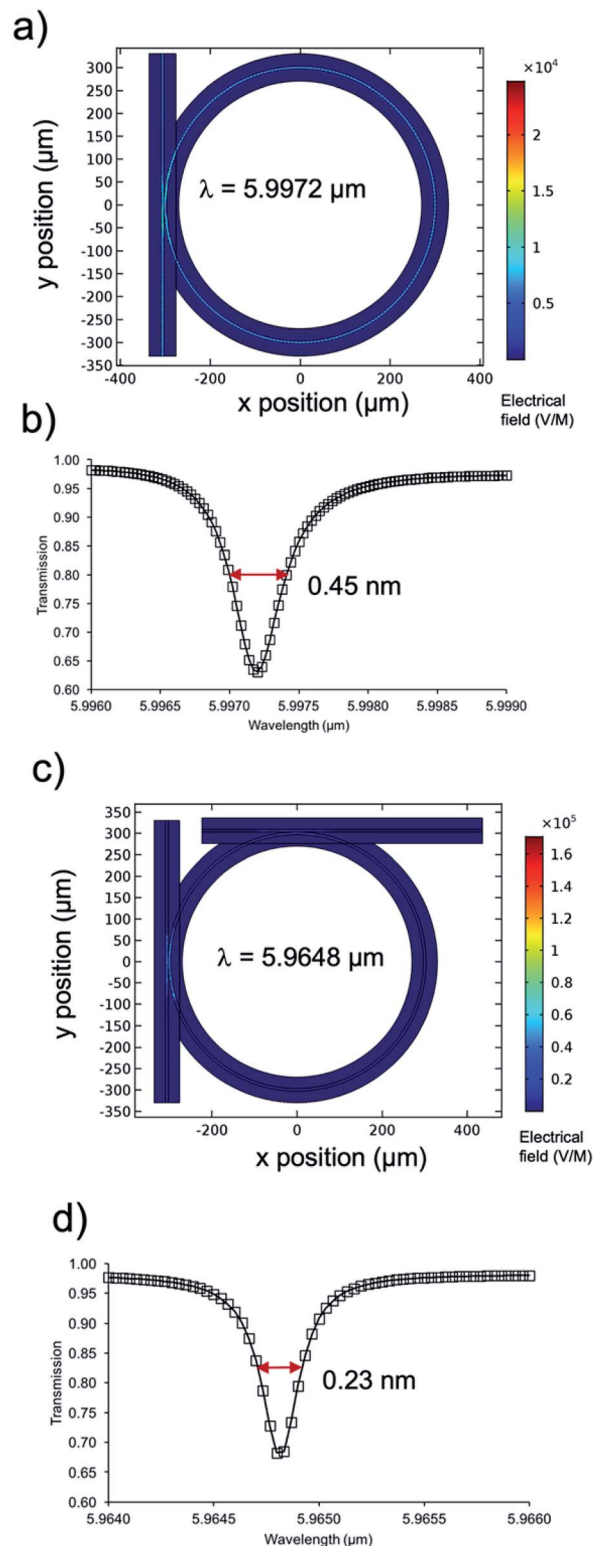 a)
300
250
200
150
100
50
0
-50
-100
-150
-200
-250
-300
-350
y position (µm)
λ = 5.9972 µm
-400 -200 0 200 400
x position (µm)
×10⁴
2
1.5
1
0.5
Electrical
field (V/M)
b)
1.00
0.95
0.90
0.85
0.80
0.75
0.70
0.65
0.60
Transmission
0.45 nm
5.9960 5.9965 5.9970 5.9975 5.9980 5.9985 5.9990
Wavelength (µm)
c)
350
300
250
200
150
100
50
0
-50
-100
-150
-200
-250
-300
-350
y position (µm)
λ = 5.9648 µm
-200 0 200 400
x position (µm)
×10⁵
1.6
1.4
1.2
1
0.8
0.6
0.4
0.2
Electrical
field (V/M)
d)
1.00
0.95
0.90
0.85
0.80
0.75
0.70
0.65
0.60
Transmission
0.23 nm
5.9640 5.9645 5.9650 5.9655 5.9660
Wavelength (µm)